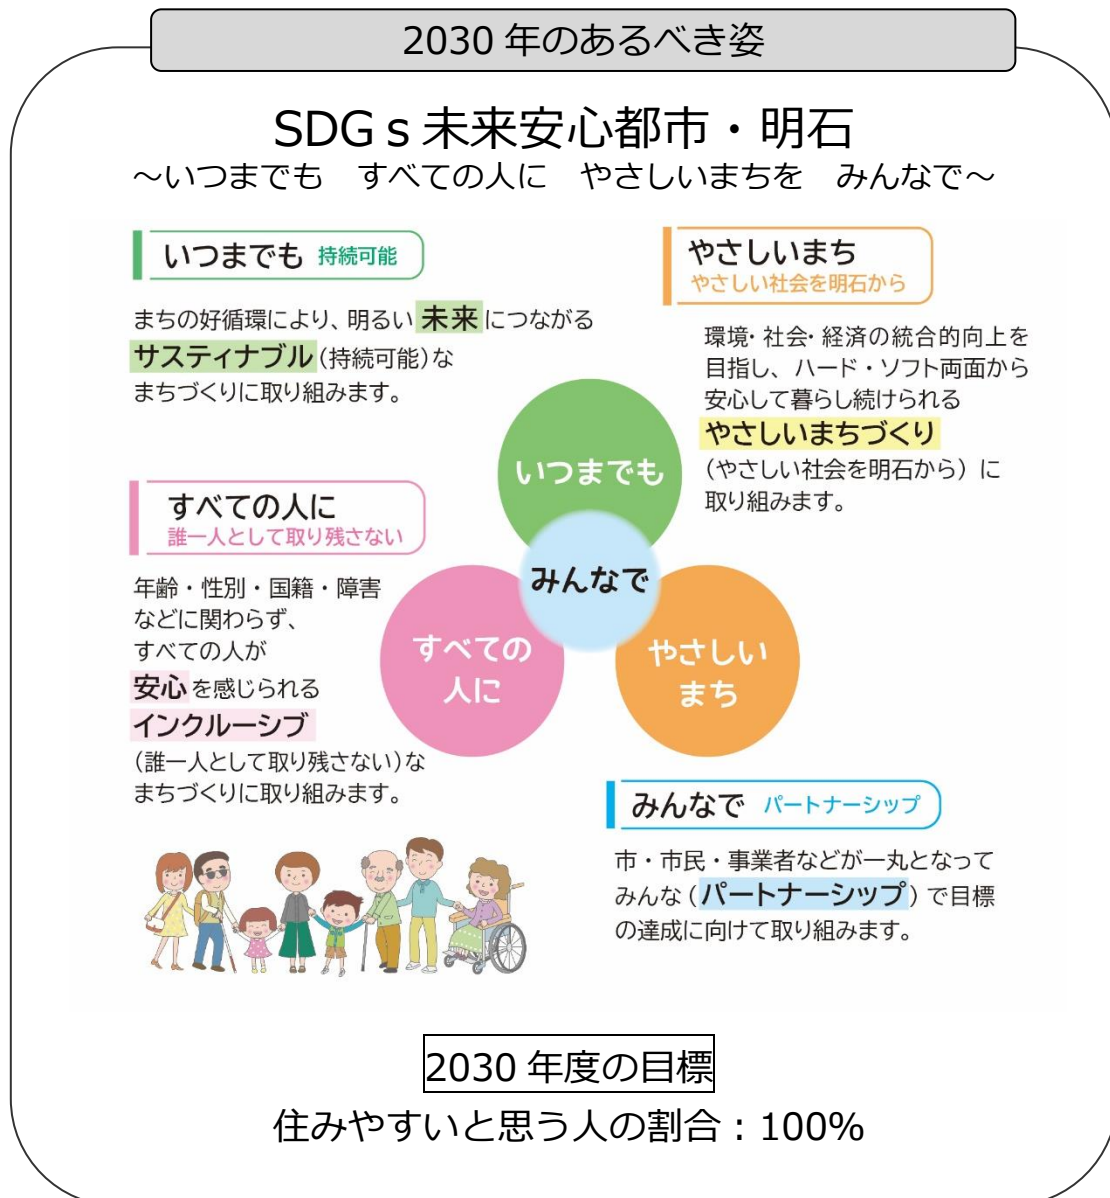 2030 年のあるべき姿
SDGｓ未来安心都市・明石
～いつまでも　すべての人に　やさしいまちを　みんなで～
いつまでも 持続可能
まちの好循環により、明るい 未来 につながる
サスティナブル (持続可能)な
まちづくりに取り組みます。
やさしいまち
やさしい社会を明石から
環境・社会・経済の統合的向上を
目指し、ハード・ソフト両面から
安心して暮らし続けられる
やさしいまちづくり
（やさしい社会を明石から）に
取り組みます。
すべての人に
誰一人として取り残さない
年齢・性別・国籍・障害
などに関わらず、
すべての人が
安心 を感じられる
インクルーシブ
(誰一人として取り残さない)な
まちづくりに取り組みます。
いつまでも
みんなで
すべての
人に
やさしい
まち
みんなで パートナーシップ
市・市民・事業者などが一丸となって
みんな(パートナーシップ)で目標
の達成に向けて取り組みます。
2030 年度の目標
住みやすいと思う人の割合：100%